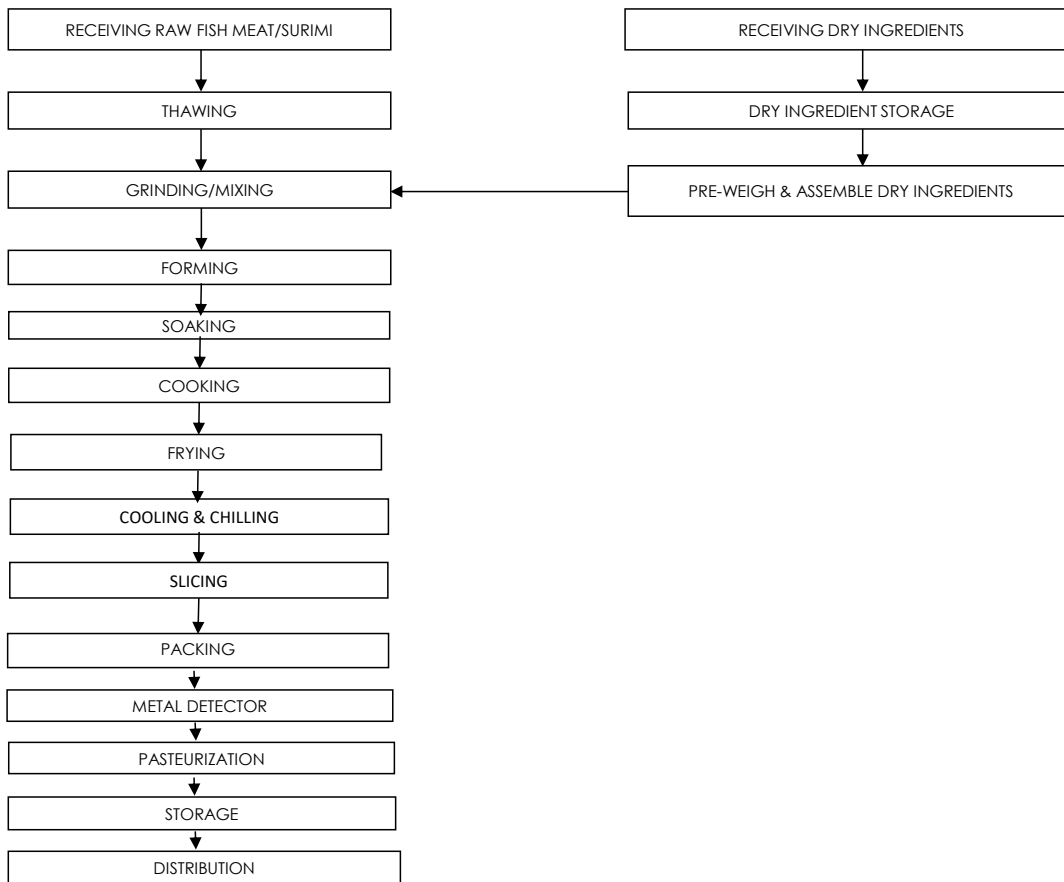 RECEIVING RAW FISH MEAT/SURIMI
RECEIVING DRY INGREDIENTS
THAWING
DRY INGREDIENT STORAGE
GRINDING/MIXING
PRE-WEIGH & ASSEMBLE DRY INGREDIENTS
FORMING
SOAKING
COOKING
FRYING
COOLING & CHILLING
SLICING
PACKING
METAL DETECTOR
PASTEURIZATION
STORAGE
DISTRIBUTION